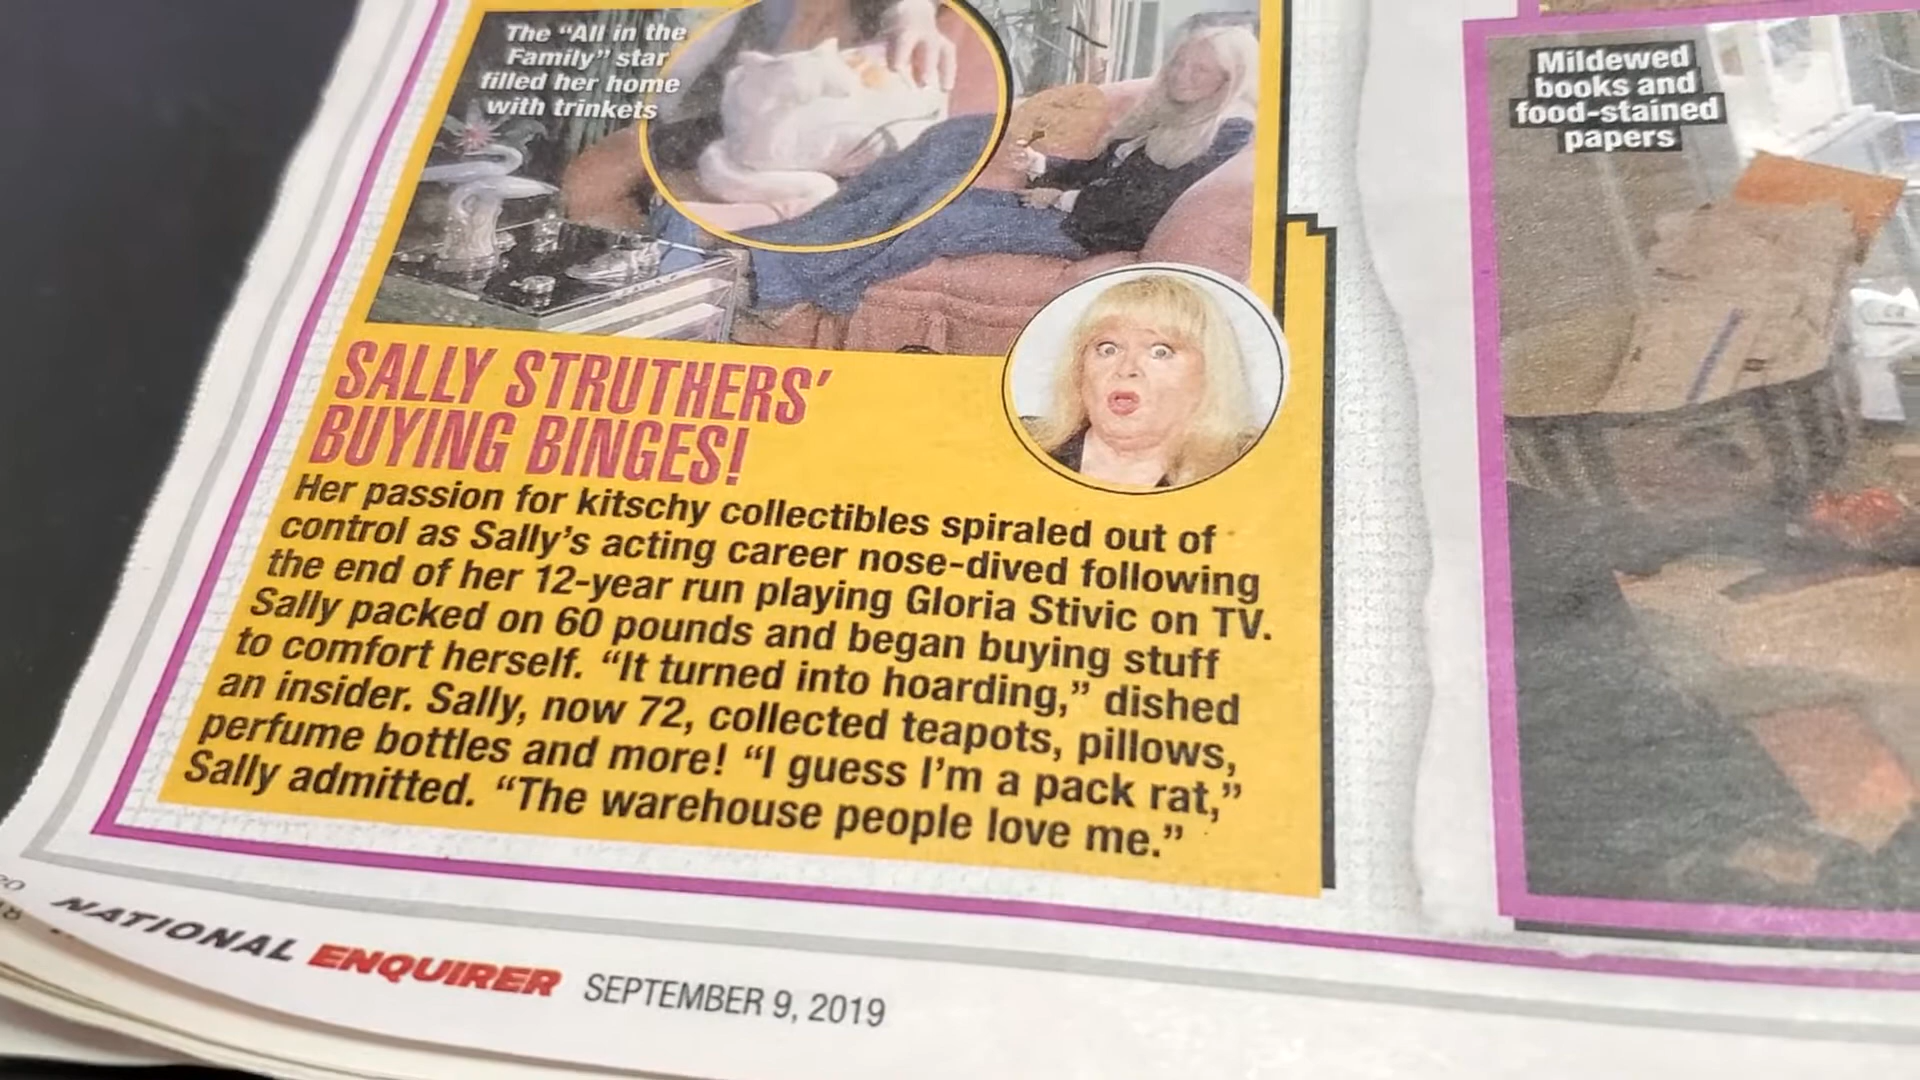 The “All in the
Family” star
filled her home
with trinkets
SALLY STRUTHERS’
BUYING BINGES!
Her passion for kitschy collectibles spiraled out of
control as Sally’s acting career nose-dived following
the end of her 12-year run playing Gloria Stivic on TV.
Sally packed on 60 pounds and began buying stuff
to comfort herself. “It turned into hoarding,” dished
an insider. Sally, now 72, collected teapots, pillows,
perfume bottles and more! “I guess I’m a pack rat,”
Sally admitted. “The warehouse people love me.”
Mildewed
books and
food-stained
papers
NATIONAL ENQUIRER SEPTEMBER 9, 2019